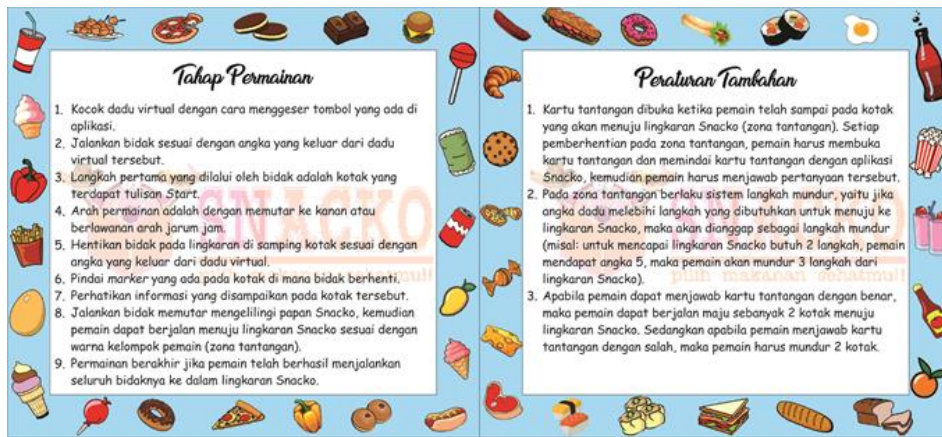 Tahap Permainan
1. Kocok dadu virtual dengan cara menggeser tombol yang ada di
aplikasi.
2. Jalankan bidak sesuai dengan angka yang keluar dari dadu
virtual tersebut.
3. Langkah pertama yang dilalui oleh bidak adalah kotak yang
terdapat tulisan Start.
4. Arah permainan adalah dengan memutar ke kanan atau
berlawanan arah jarum jam.
5. Hentikan bidak pada lingkaran di samping kotak sesuai dengan
angka yang keluar dari dadu virtual.
6. Pindai marker yang ada pada kotak di mana bidak berhenti.
7. Perhatikan informasi yang disampaikan pada kotak tersebut.
8. Jalankan bidak memutar mengelilingi papan Snacko, kemudian
pemain dapat berjalan menuju lingkaran Snacko sesuai dengan
warna kelompok pemain (zona tantangan).
9. Permainan berakhir jika pemain telah berhasil menjalankan
seluruh bidaknya ke dalam lingkaran Snacko.
SNACKO
pilih makanan sehatmu!!
Peraturan Tambahan
1. Kartu tantangan dibuka ketika pemain telah sampai pada kotak
yang akan menuju lingkaran Snacko (zona tantangan). Setiap
pemberhentian pada zona tantangan, pemain harus membuka
kartu tantangan dan memindai kartu tantangan dengan aplikasi
Snacko, kemudian pemain harus menjawab pertanyaan tersebut.
2. Pada zona tantangan berlaku sistem langkah mundur, yaitu jika
angka dadu melebihi langkah yang dibutuhkan untuk menuju ke
lingkaran Snacko, maka akan dianggap sebagai langkah mundur
(misal: untuk mencapai lingkaran Snacko butuh 2 langkah, pemain
mendapat angka 5, maka pemain akan mundur 3 langkah dari
lingkaran Snacko).
3. Apabila pemain dapat menjawab kartu tantangan dengan benar,
maka pemain dapat berjalan maju sebanyak 2 kotak menuju
lingkaran Snacko. Sedangkan apabila pemain menjawab kartu
tantangan dengan salah, maka pemain harus mundur 2 kotak.